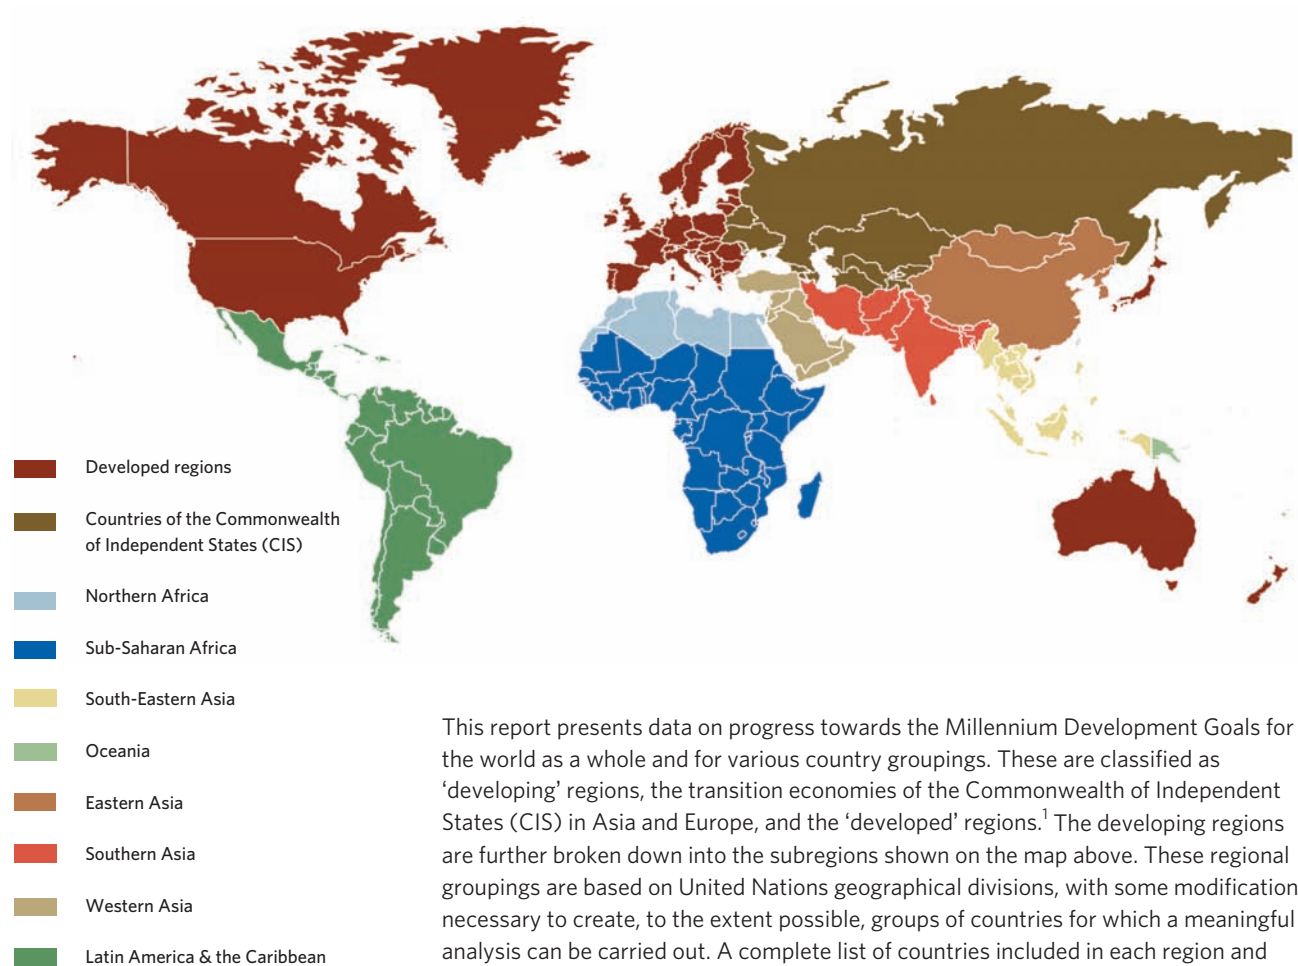 Developed regions
Countries of the Commonwealth
of Independent States (CIS)
Northern Africa
Sub-Saharan Africa
South-Eastern Asia
Oceania
Eastern Asia
Southern Asia
Western Asia
Latin America & the Caribbean
This report presents data on progress towards the Millennium Development Goals for
the world as a whole and for various country groupings. These are classified as
‘developing’ regions, the transition economies of the Commonwealth of Independent
States (CIS) in Asia and Europe, and the ‘developed’ regions.1 The developing regions
are further broken down into the subregions shown on the map above. These regional
groupings are based on United Nations geographical divisions, with some modification
necessary to create, to the extent possible, groups of countries for which a meaningful
analysis can be carried out. A complete list of countries included in each region and